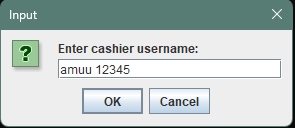 Input
Enter cashier username:
amuu 12345
OK
Cancel